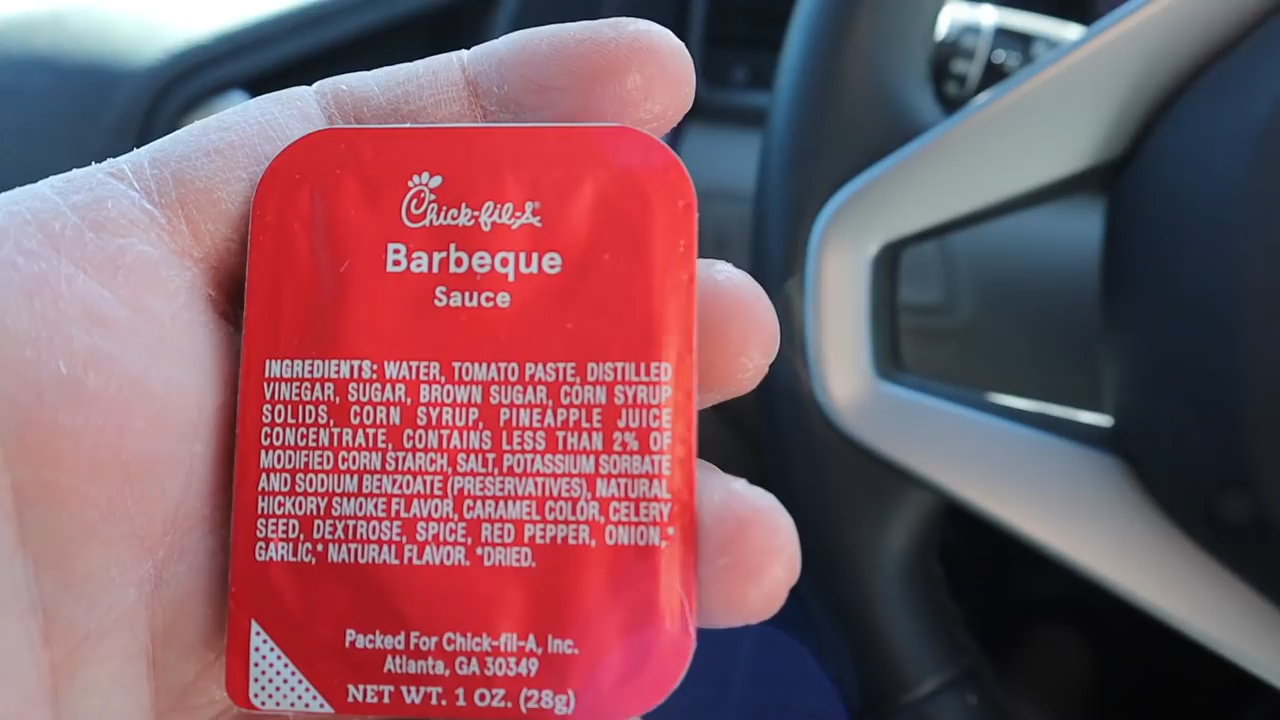 Chick-fil-A®
Barbeque
Sauce
INGREDIENTS: WATER, TOMATO PASTE, DISTILLED
VINEGAR, SUGAR, BROWN SUGAR, CORN SYRUP
SOLIDS, CORN SYRUP, PINEAPPLE JUICE
CONCENTRATE, CONTAINS LESS THAN 2% OF
MODIFIED CORN STARCH, SALT, POTASSIUM SORBATE
AND SODIUM BENZOATE (PRESERVATIVES), NATURAL
HICKORY SMOKE FLAVOR, CARAMEL COLOR, CELERY
SEED, DEXTROSE, SPICE, RED PEPPER, ONION,*
GARLIC,* NATURAL FLAVOR. *DRIED.
Packed For Chick-fil-A, Inc.
Atlanta, GA 30349
NET WT. 1 OZ. (28g)